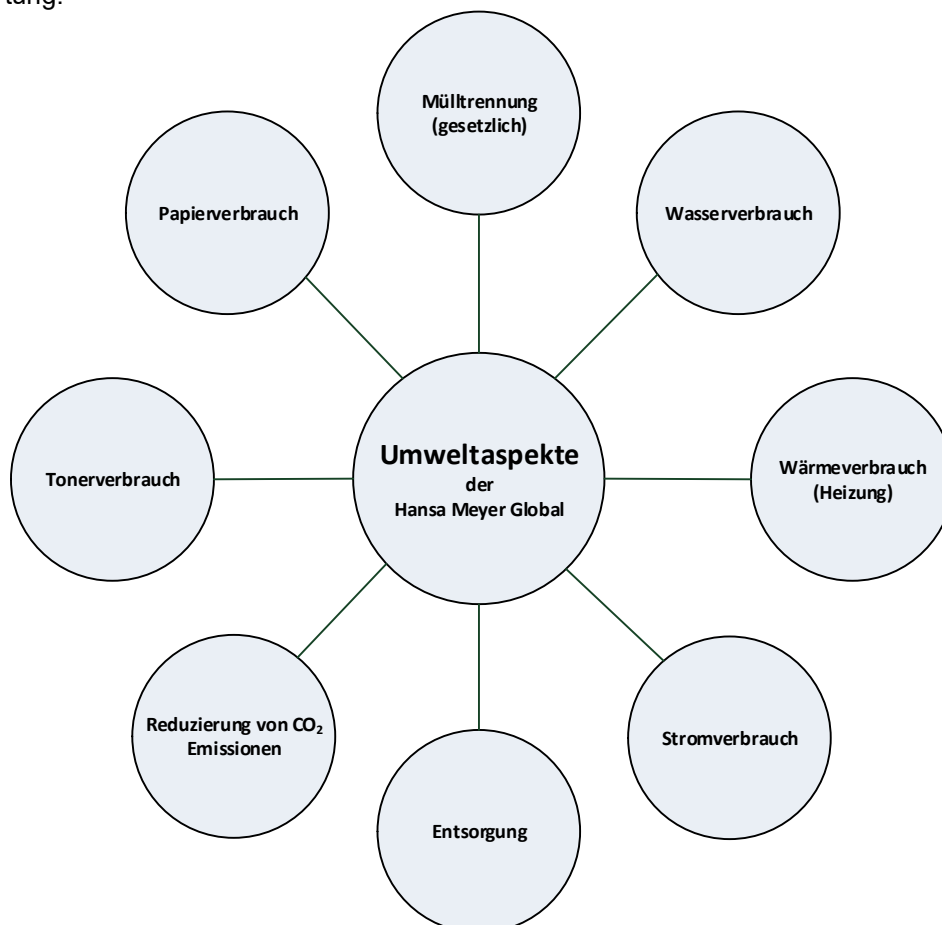 tung.
Mülltrennung
(gesetzlich)
Papierverbrauch
Wasserverbrauch
Umweltaspekte
der
Hansa Meyer Global
Tonerverbrauch
Wärmeverbrauch
(Heizung)
Reduzierung von CO₂
Emissionen
Stromverbrauch
Entsorgung